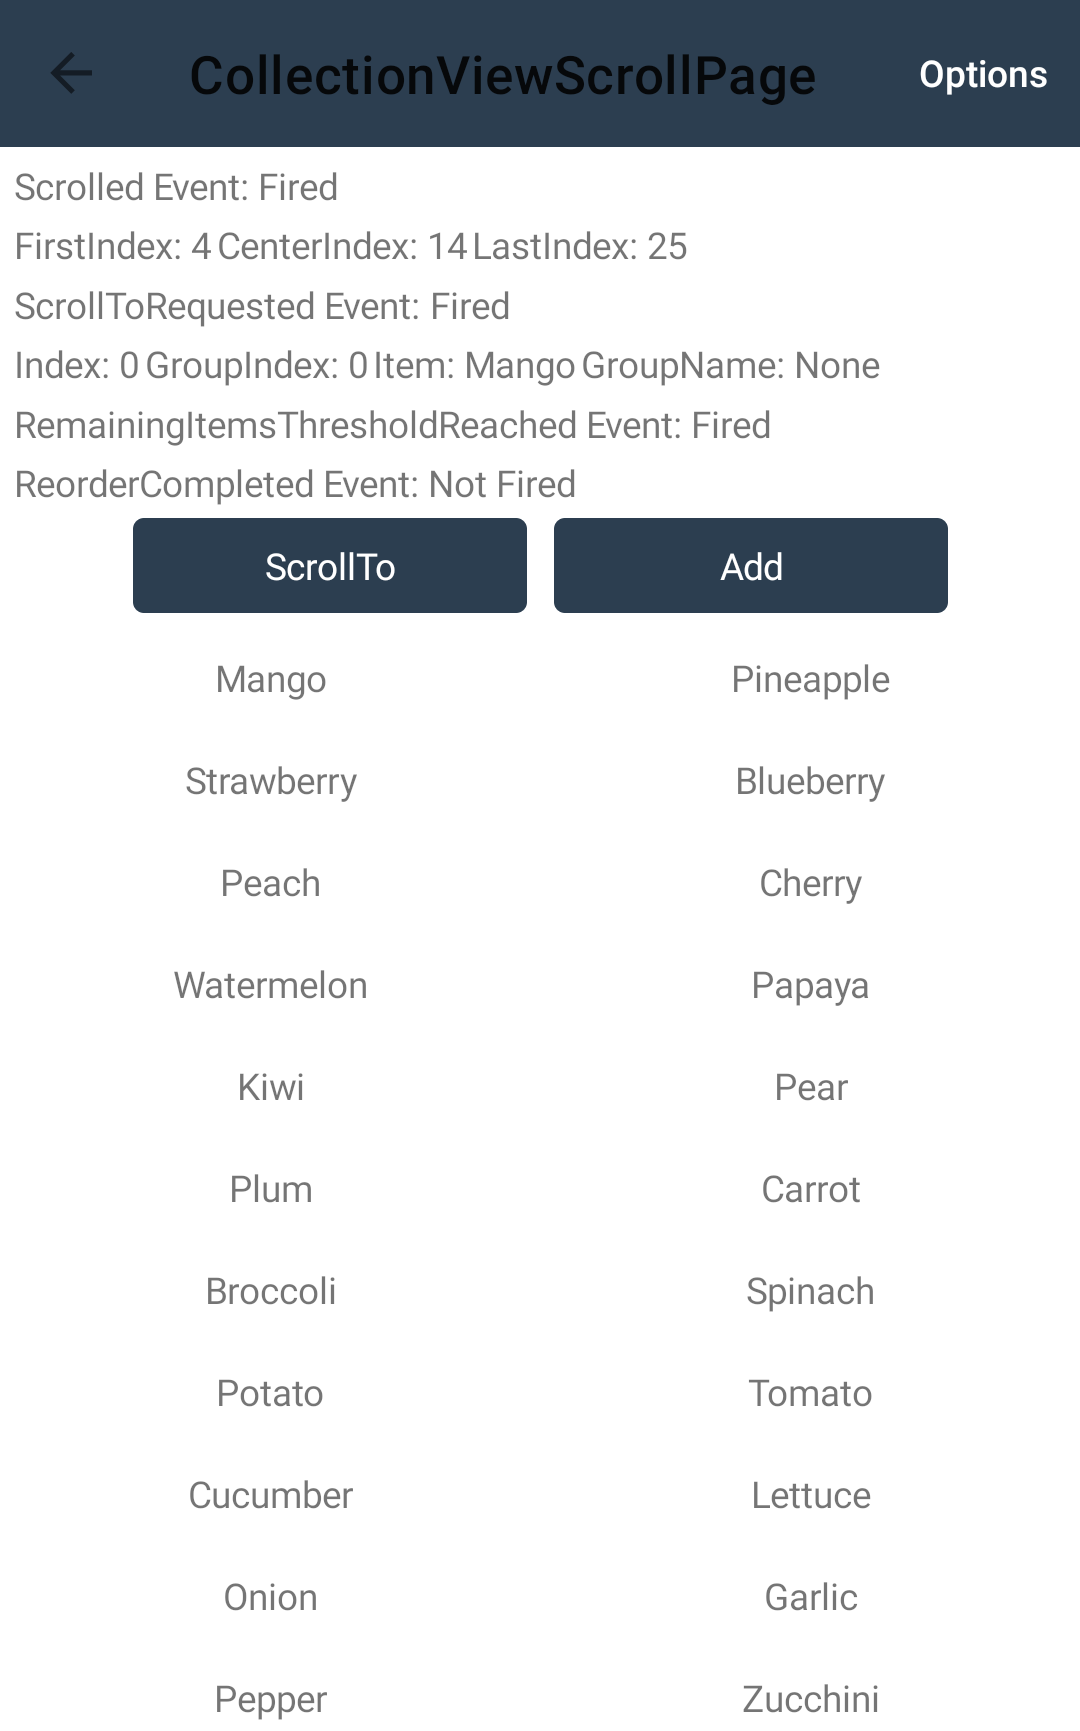 CollectionViewScrollPage Options
Scrolled Event: Fired
FirstIndex: 4 CenterIndex: 14 LastIndex: 25
ScrollToRequested Event: Fired
Index: 0 GroupIndex: 0 Item: Mango GroupName: None
RemainingItemsThresholdReached Event: Fired
ReorderCompleted Event: Not Fired
ScrollTo Add
Mango Pineapple
Strawberry Blueberry
Peach Cherry
Watermelon Papaya
Kiwi Pear
Plum Carrot
Broccoli Spinach
Potato Tomato
Cucumber Lettuce
Onion Garlic
Pepper Zucchini